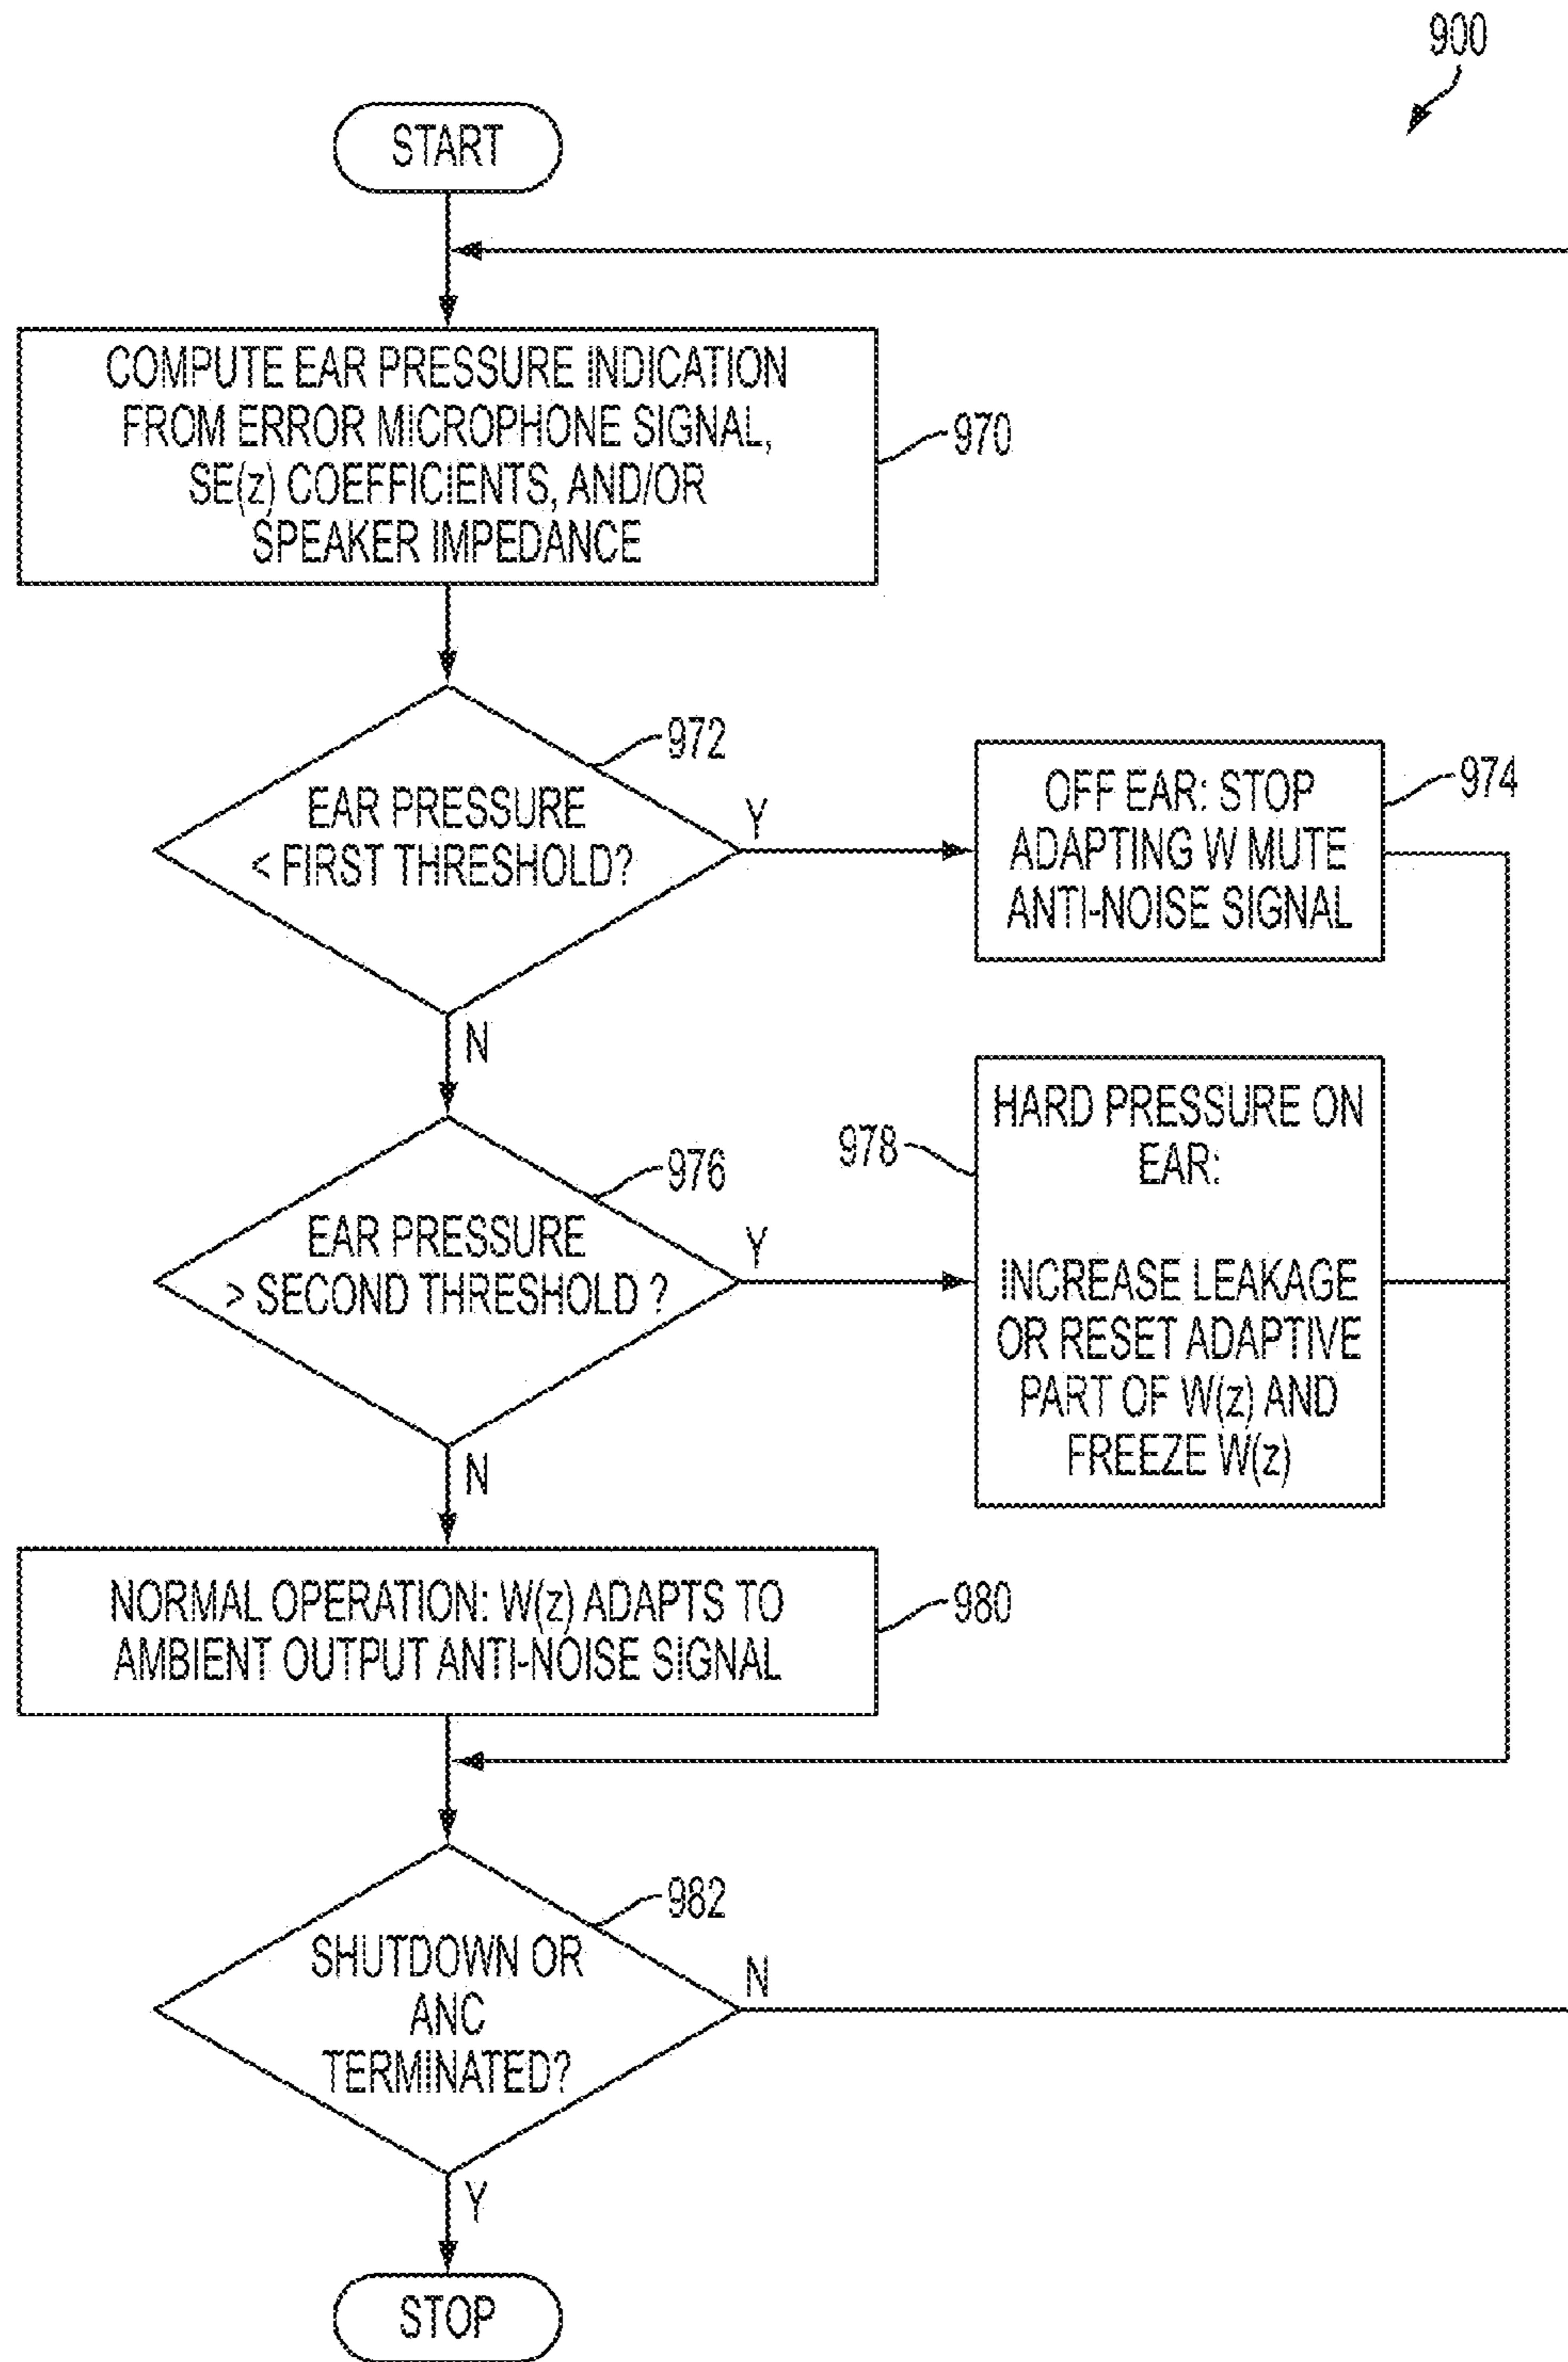 900
START
COMPUTE EAR PRESSURE INDICATION
FROM ERROR MICROPHONE SIGNAL,
SE(z) COEFFICIENTS, AND/OR
SPEAKER IMPEDANCE
970
972
EAR PRESSURE
< FIRST THRESHOLD?
Y
N
OFF EAR: STOP
ADAPTING W MUTE
ANTI-NOISE SIGNAL
974
976
EAR PRESSURE
> SECOND THRESHOLD ?
Y
N
978
HARD PRESSURE ON
EAR:
INCREASE LEAKAGE
OR RESET ADAPTIVE
PART OF W(z) AND
FREEZE W(z)
NORMAL OPERATION: W(z) ADAPTS TO
AMBIENT OUTPUT ANTI-NOISE SIGNAL
980
982
SHUTDOWN OR
ANC
TERMINATED?
N
Y
STOP